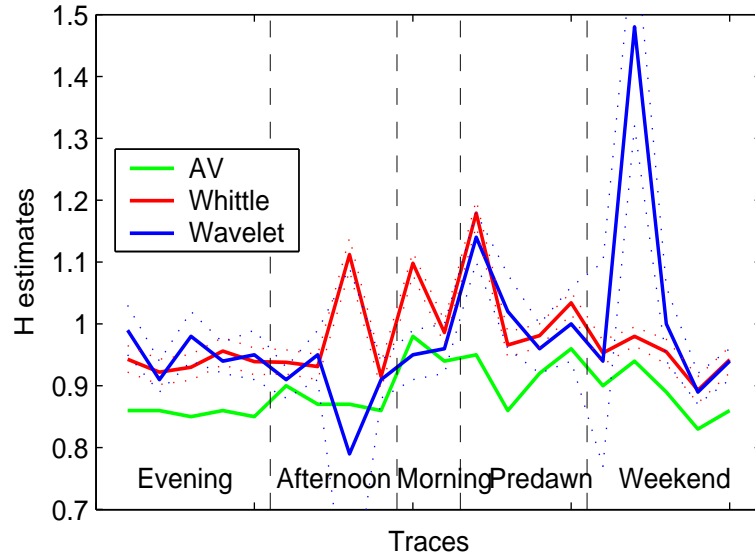 1.5
1.4
1.3
1.2
1.1
1
0.9
0.8
0.7
H estimates
AV
Whittle
Wavelet
Evening
Afternoon
Morning
Predawn
Weekend
Traces